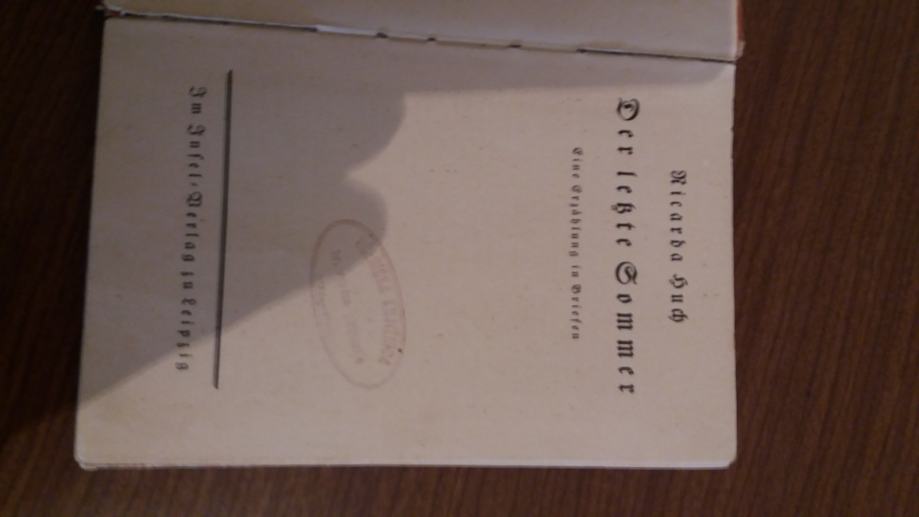 Ricarda Huch
Der letzte Sommer
Eine Erzählung in Briefen
Im Insel-Verlag zu Leipzig